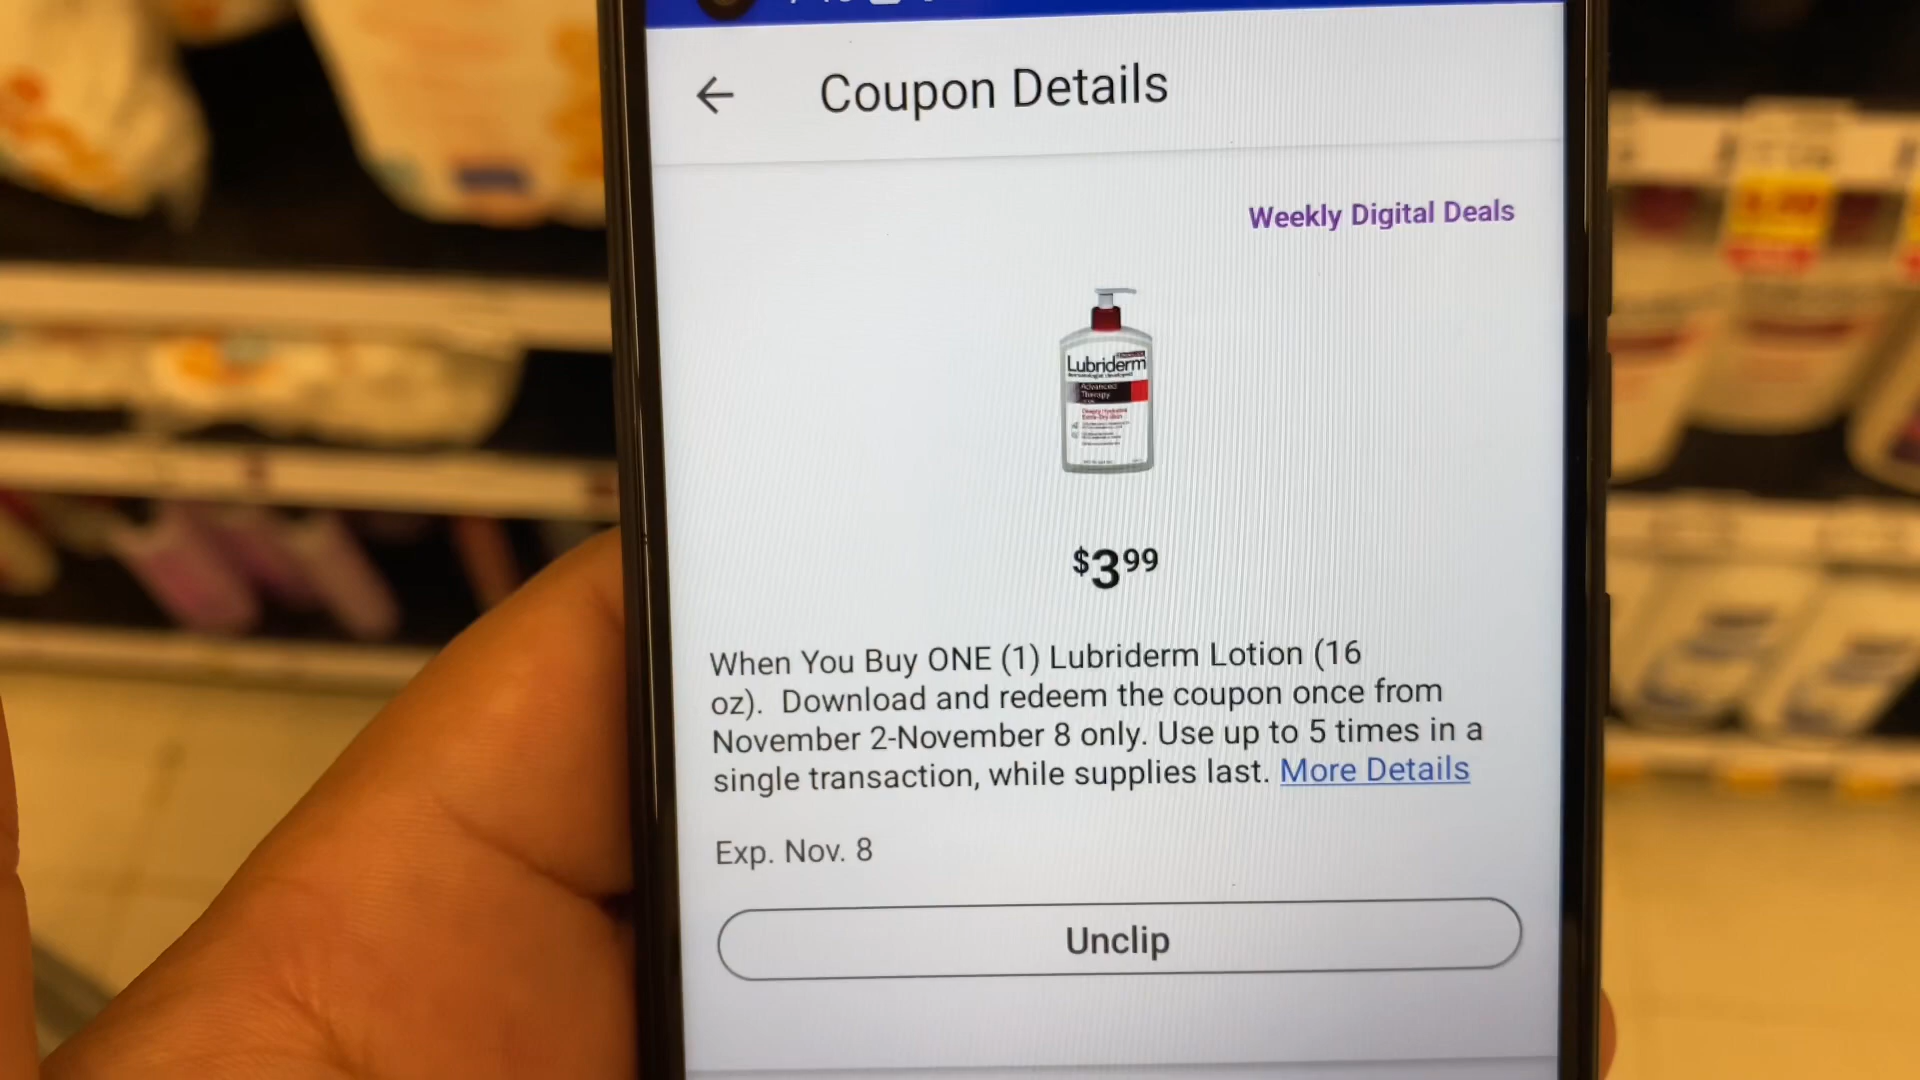 Coupon Details
Weekly Digital Deals
Lubriderm
Advanced
Therapy
$3.99
When You Buy ONE (1) Lubriderm Lotion (16
oz). Download and redeem the coupon once from
November 2-November 8 only. Use up to 5 times in a
single transaction, while supplies last. More Details
Exp. Nov. 8
Unclip